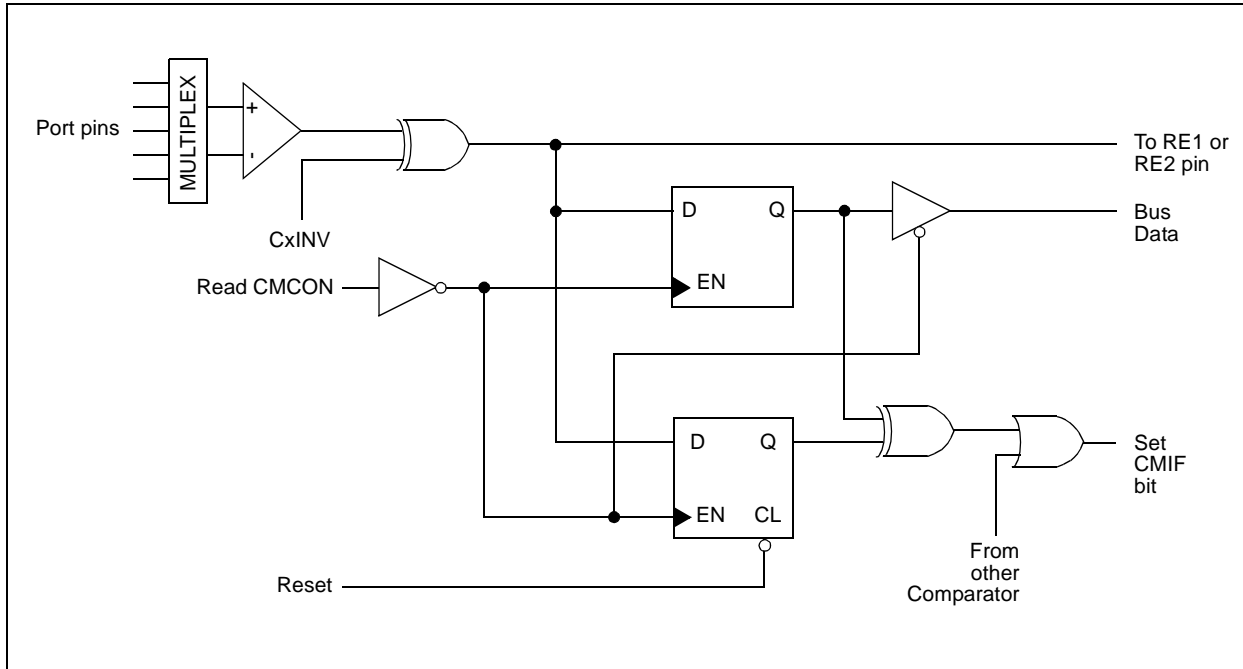 MULTIPLEX
+
-
Port pins
CxINV
To RE1 or
RE2 pin
D
Q
EN
Bus
Data
Read CMCON
D
Q
EN
CL
Set
CMIF
bit
From
other
Comparator
Reset